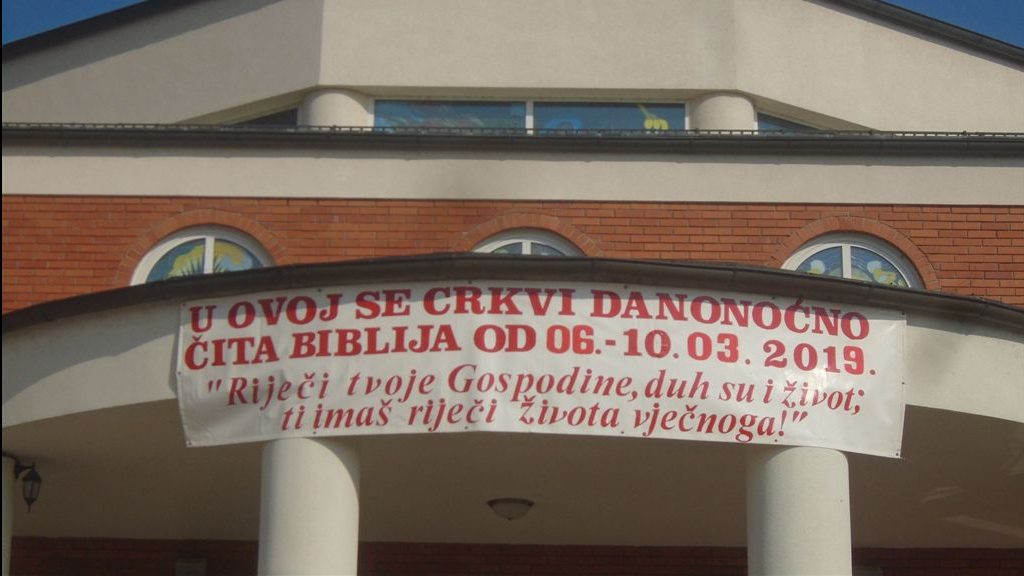 U OVOJ SE CRKVI DANONOĆNO
ČITA BIBLIJA OD 06.-10.03.2019.
"Riječi tvoje Gospodine,duh su i život;
ti imaš riječi života vječnoga!"